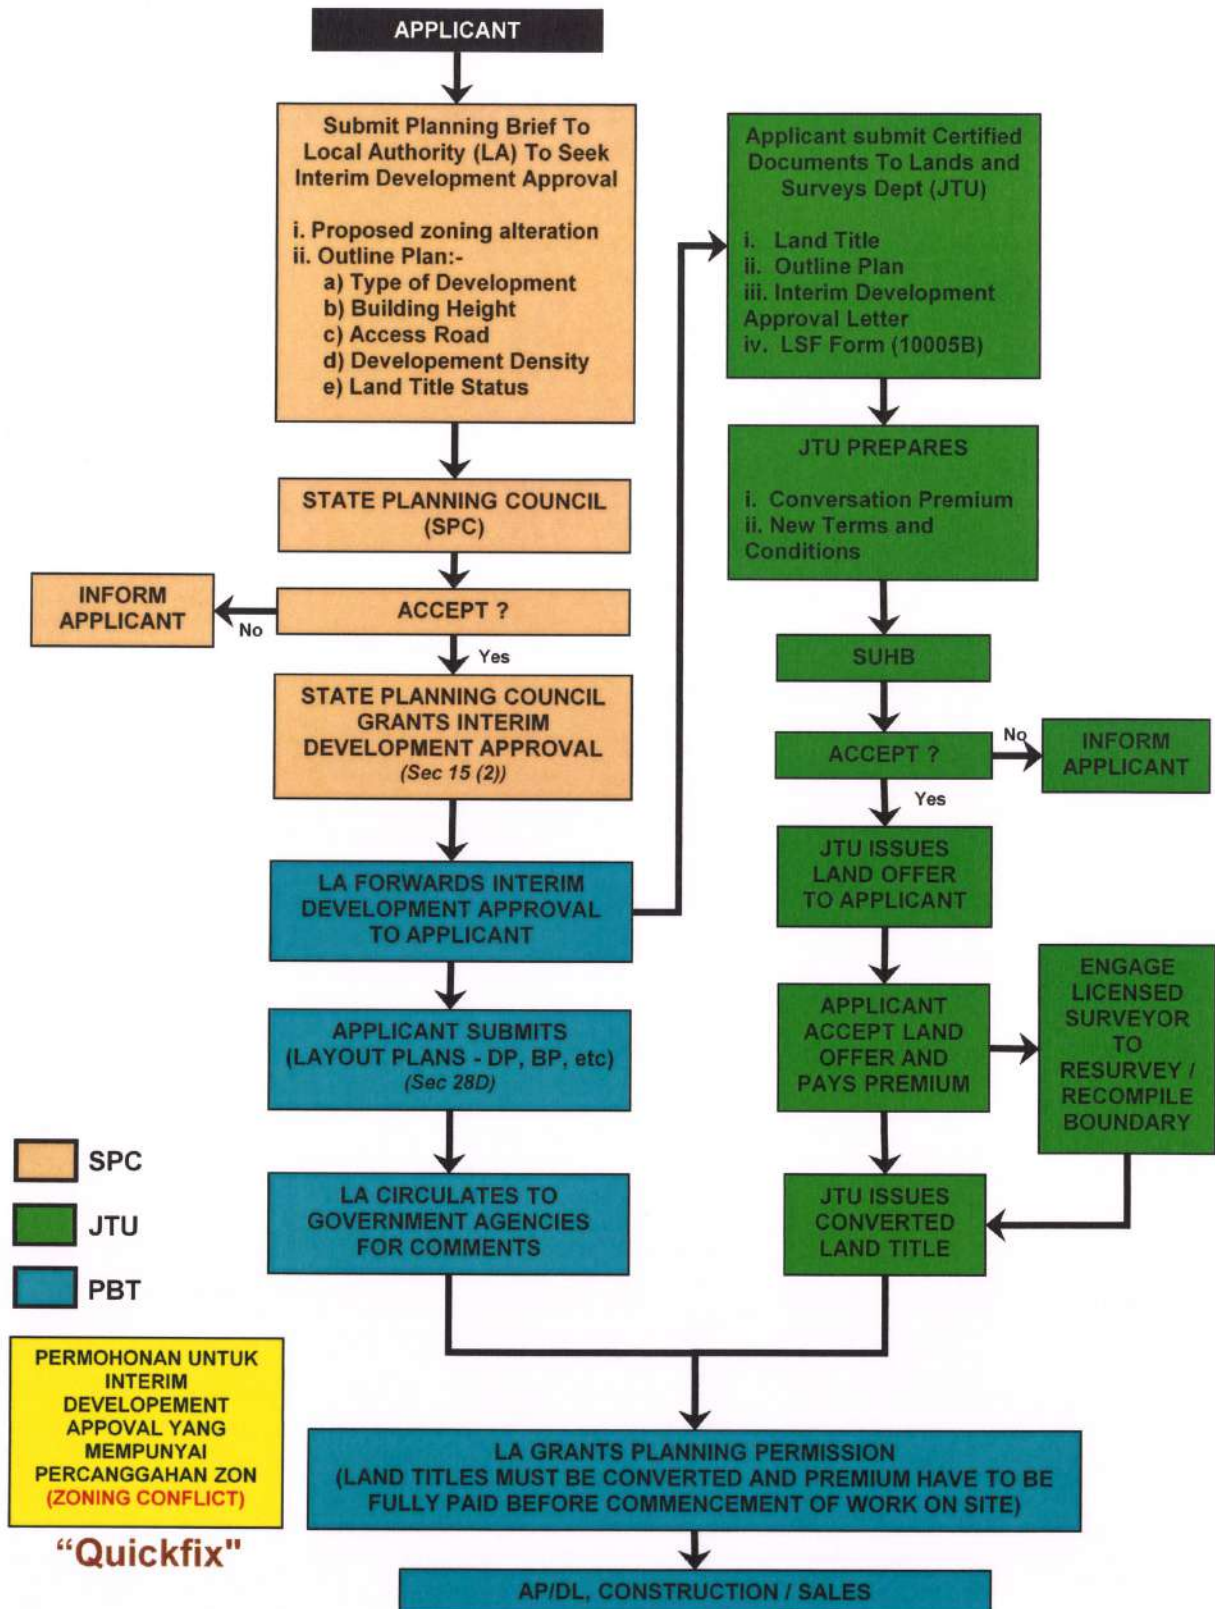 APPLICANT
Submit Planning Brief To
Local Authority (LA) To Seek
Interim Development Approval
i. Proposed zoning alteration
ii. Outline Plan:-
a) Type of Development
b) Building Height
c) Access Road
d) Developement Density
e) Land Title Status
STATE PLANNING COUNCIL
(SPC)
ACCEPT ?
No
INFORM
APPLICANT
Yes
STATE PLANNING COUNCIL
GRANTS INTERIM
DEVELOPMENT APPROVAL
(Sec 15 (2))
LA FORWARDS INTERIM
DEVELOPMENT APPROVAL
TO APPLICANT
APPLICANT SUBMITS
(LAYOUT PLANS - DP, BP, etc)
(Sec 28D)
LA CIRCULATES TO
GOVERNMENT AGENCIES
FOR COMMENTS
Applicant submit Certified
Documents To Lands and
Surveys Dept (JTU)
i. Land Title
ii. Outline Plan
iii. Interim Development
Approval Letter
iv. LSF Form (10005B)
JTU PREPARES
i. Conversation Premium
ii. New Terms and
Conditions
SUHB
ACCEPT ?
No
INFORM
APPLICANT
Yes
JTU ISSUES
LAND OFFER
TO APPLICANT
APPLICANT
ACCEPT LAND
OFFER AND
PAYS PREMIUM
ENGAGE
LICENSED
SURVEYOR
TO
RESURVEY /
RECOMPILE
BOUNDARY
JTU ISSUES
CONVERTED
LAND TITLE
SPC
JTU
PBT
PERMOHONAN UNTUK
INTERIM
DEVELOPEMENT
APPOVAL YANG
MEMPUNYAI
PERCANGGAHAN ZON
(ZONING CONFLICT)
“Quickfix"
LA GRANTS PLANNING PERMISSION
(LAND TITLES MUST BE CONVERTED AND PREMIUM HAVE TO BE
FULLY PAID BEFORE COMMENCEMENT OF WORK ON SITE)
AP/DL, CONSTRUCTION / SALES